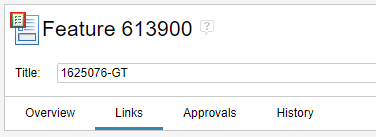 Feature 613900 ?
Title: 1625076-GT
Overview Links Approvals History